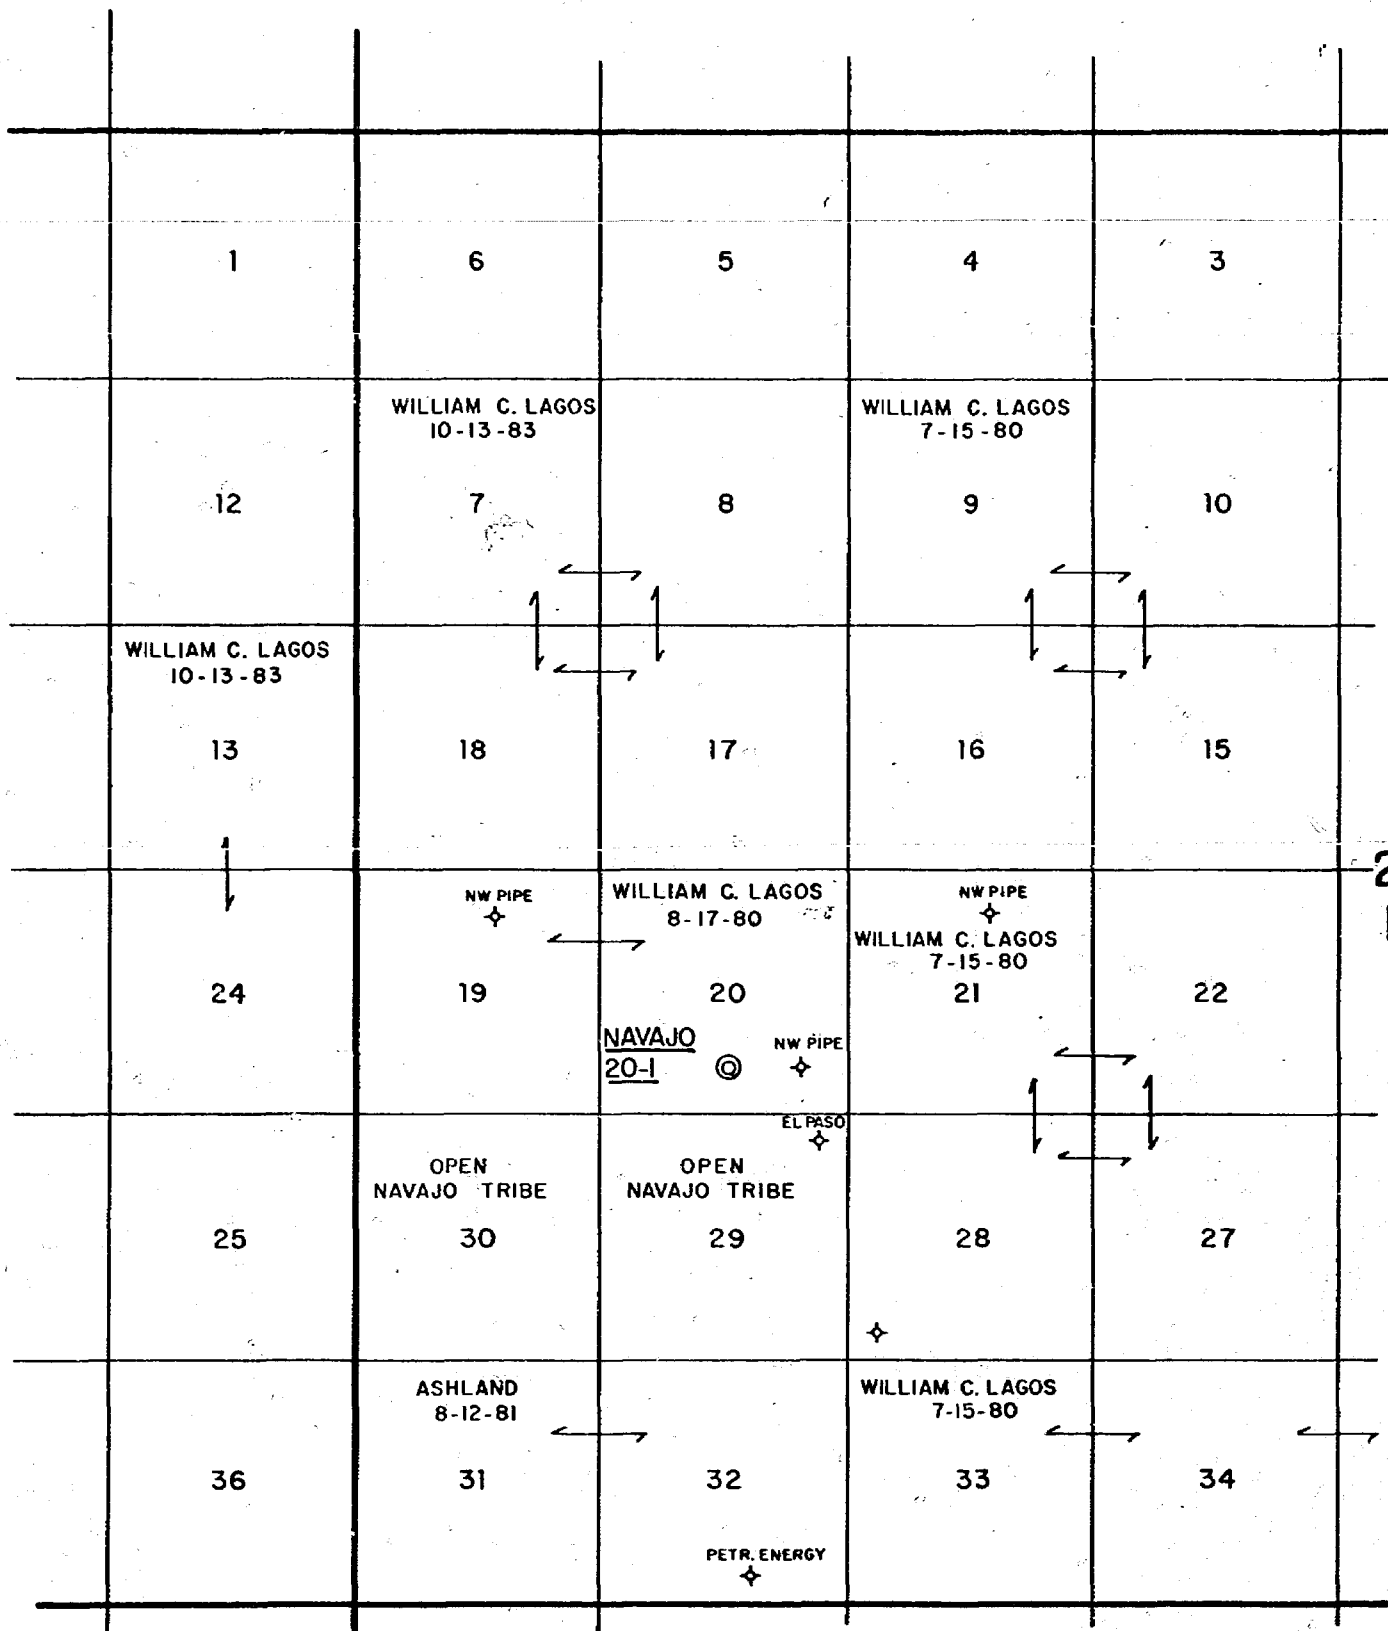 1
6
5
4
3
WILLIAM C. LAGOS
10-13-83
WILLIAM C. LAGOS
7-15-80
12
7
8
9
10
WILLIAM C. LAGOS
10-13-83
13
18
17
16
15
2
NW PIPE
WILLIAM C. LAGOS
8-17-80
NW PIPE
WILLIAM C. LAGOS
7-15-80
24
19
20
21
22
NAVAJO
20-1
NW PIPE
EL PASO
OPEN
NAVAJO TRIBE
OPEN
NAVAJO TRIBE
25
30
29
28
27
ASHLAND
8-12-81
WILLIAM C. LAGOS
7-15-80
36
31
32
33
34
PETR. ENERGY